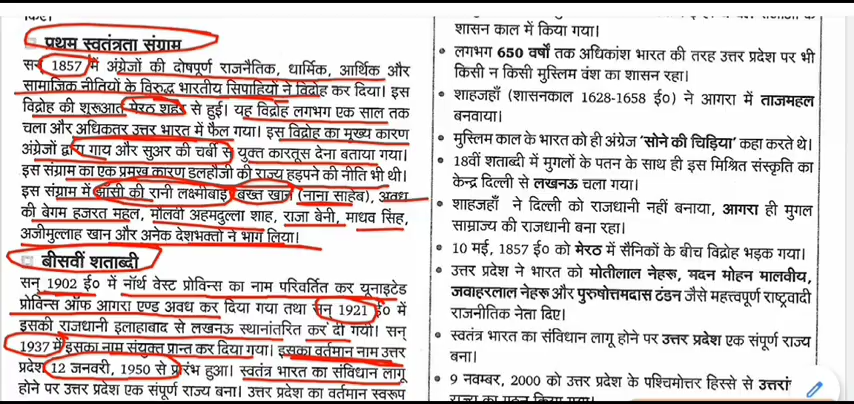 प्रथम स्वतंत्रता संग्राम
सन् 1857 में अंग्रेजों की दोषपूर्ण राजनैतिक, धार्मिक, आर्थिक और
सामाजिक नीतियों के विरुद्ध भारतीय सिपाहियों ने विद्रोह कर दिया। इस
विद्रोह की शुरूआत मेरठ शहर से हुई। यह विद्रोह लगभग एक साल तक
चला और अधिकतर उत्तर भारत में फैल गया। इस विद्रोह का मुख्य कारण
अंग्रेजों द्वारा गाय और सुअर की चर्बी से युक्त कारतूस देना बताया गया।
इस संग्राम का एक प्रमुख कारण डलहौजी की राज्य हड़पने की नीति भी थी।
इस संग्राम में झाँसी की रानी लक्ष्मीबाई, बख्त खान (नाना साहेब), अवध
की बेगम हजरत महल, मौलवी अहमदुल्ला शाह, राजा बेनी, माधव सिंह,
अजीमुल्लाह खान और अनेक देशभक्तो ने भाग लिया।
बीसवीं शताब्दी
सन् 1902 ई० में नॉर्थ वेस्ट प्रोविन्स का नाम परिवर्तित कर यूनाइटेड
प्रोविन्स ऑफ आगरा एण्ड अवध कर दिया गया तथा सन् 1921 ई० में
इसकी राजधानी इलाहाबाद से लखनऊ स्थानांतरित कर दी गयी। सन्
1937 में इसका नाम संयुक्त प्रान्त कर दिया गया। इसका वर्तमान नाम उत्तर
प्रदेश 12 जनवरी, 1950 से प्रारंभ हुआ। स्वतंत्र भारत का संविधान लागू
होने पर उत्तर प्रदेश एक संपूर्ण राज्य बना। उत्तर प्रदेश का वर्तमान स्वरूप
शासन काल में किया गया।
• लगभग 650 वर्षों तक अधिकांश भारत की तरह उत्तर प्रदेश पर भी
किसी न किसी मुस्लिम वंश का शासन रहा।
• शाहजहाँ (शासनकाल 1628-1658 ई०) ने आगरा में ताजमहल
बनवाया।
• मुस्लिम काल के भारत को ही अंग्रेज 'सोने की चिड़िया' कहा करते थे।
• 18वीं शताब्दी में मुगलों के पतन के साथ ही इस मिश्रित संस्कृति का
केन्द्र दिल्ली से लखनऊ चला गया।
• शाहजहाँ ने दिल्ली को राजधानी नहीं बनाया, आगरा ही मुगल
साम्राज्य की राजधानी बना रहा।
• 10 मई, 1857 ई० को मेरठ में सैनिकों के बीच विद्रोह भड़क गया।
• उत्तर प्रदेश ने भारत को मोतीलाल नेहरू, मदन मोहन मालवीय,
जवाहरलाल नेहरू और पुरुषोत्तमदास टंडन जैसे महत्त्वपूर्ण राष्ट्रवादी
राजनीतिक नेता दिए।
• स्वतंत्र भारत का संविधान लागू होने पर उत्तर प्रदेश एक संपूर्ण राज्य
बना।
• 9 नवम्बर, 2000 को उत्तर प्रदेश के पश्चिमोत्तर हिस्से से